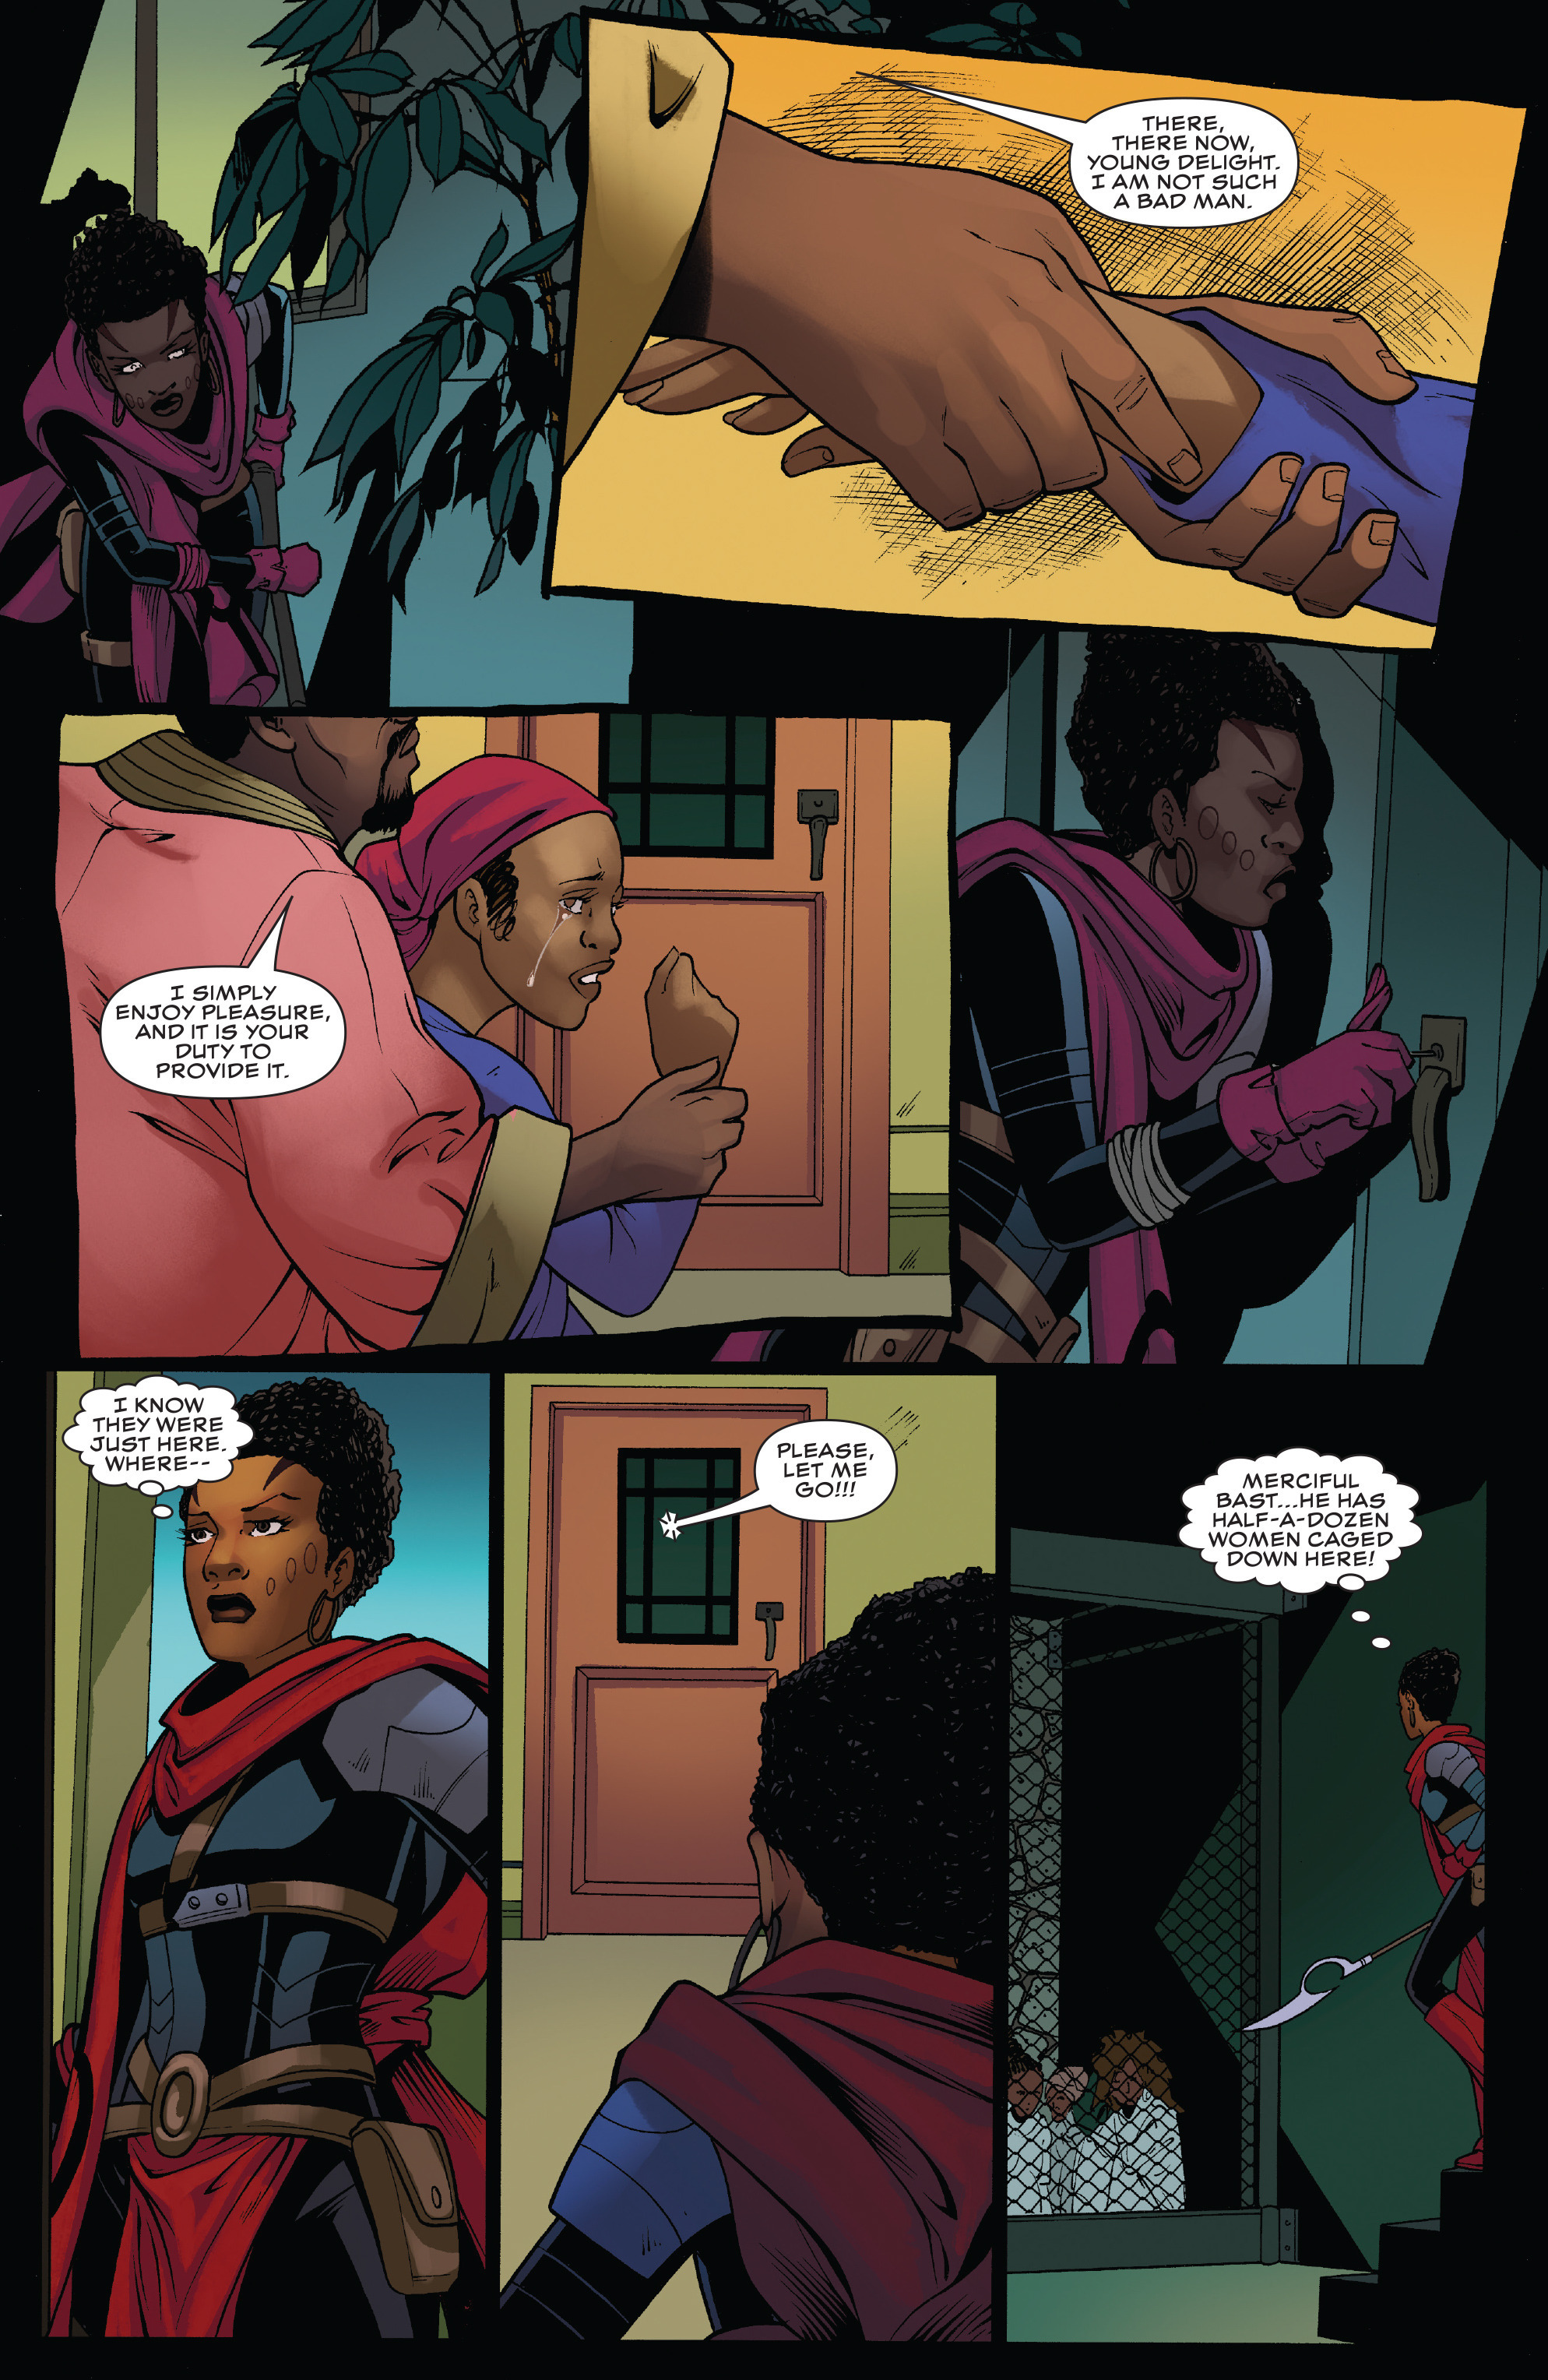 THERE,
THERE NOW,
YOUNG DELIGHT.
I AM NOT SUCH
A BAD MAN.
I SIMPLY
ENJOY PLEASURE,
AND IT IS YOUR
DUTY TO
PROVIDE IT.
I KNOW
THEY WERE
JUST HERE.
WHERE--
PLEASE,
LET ME
GO!!!
MERCIFUL
BAST...HE HAS
HALF-A-DOZEN
WOMEN CAGED
DOWN HERE!